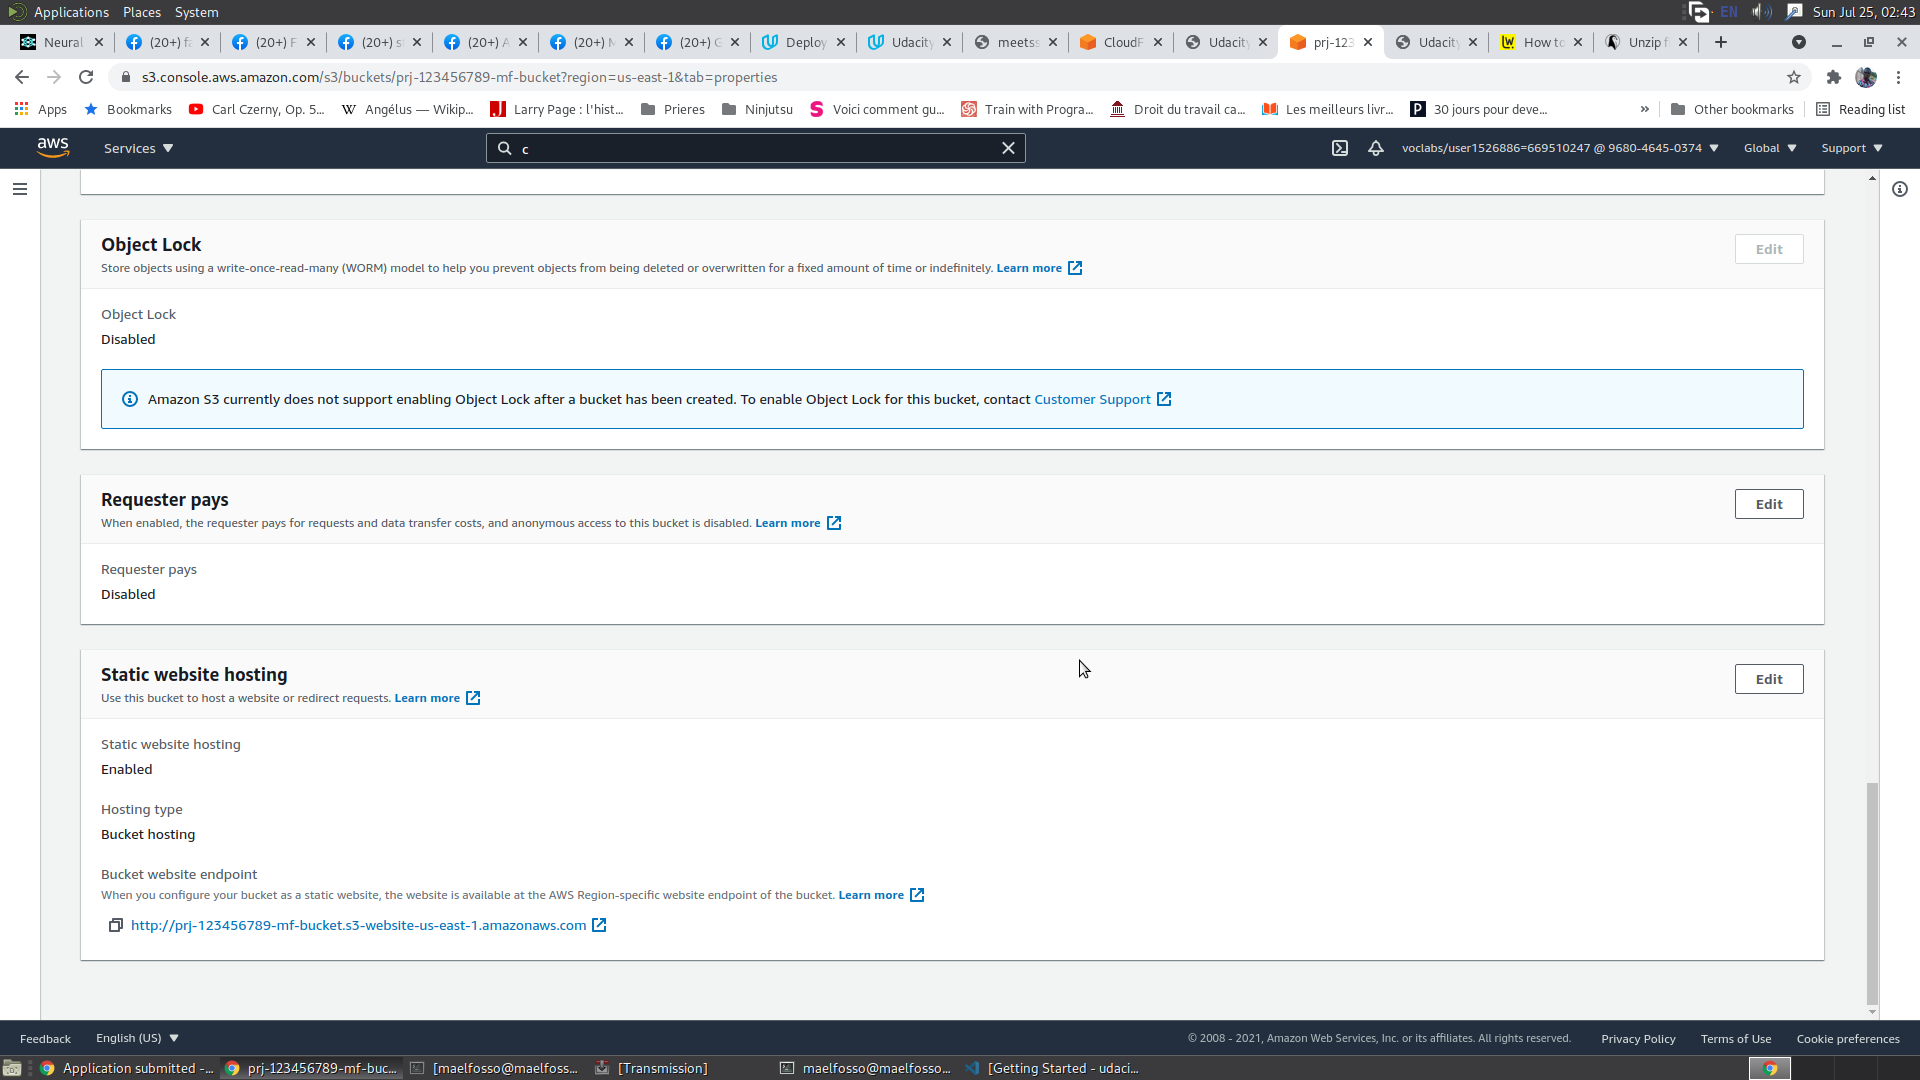 Applications Places System EN Sun Jul 25, 02:43
Neural (20+) (20+) F (20+) (20+) (20+) (20+) Deploy Udacity meetss CloudF Udacity prj-123 Udacity How to Unzip
s3.console.aws.amazon.com/s3/buckets/prj-123456789-mf-bucket?region=us-east-1&tab=properties
Apps Bookmarks Carl Czerny, Op. 5... Angélus — Wikip... Larry Page : l'hist... Prieres Ninjutsu Voici comment qu... Train with Progra... Droit du travail ca... Les meilleurs livr... 30 jours pour deve... » Other bookmarks Reading list
aws Services c voclabs/user1526886=669510247 @ 9680-4645-0374 Global Support
Object Lock
Edit
Store objects using a write-once-read-many (WORM) model to help you prevent objects from being deleted or overwritten for a fixed amount of time or indefinitely. Learn more
Object Lock
Disabled
Amazon S3 currently does not support enabling Object Lock after a bucket has been created. To enable Object Lock for this bucket, contact Customer Support
Requester pays
Edit
When enabled, the requester pays for requests and data transfer costs, and anonymous access to this bucket is disabled. Learn more
Requester pays
Disabled
Static website hosting
Edit
Use this bucket to host a website or redirect requests. Learn more
Static website hosting
Enabled
Hosting type
Bucket hosting
Bucket website endpoint
When you configure your bucket as a static website, the website is available at the AWS Region-specific website endpoint of the bucket. Learn more
http://prj-123456789-mf-bucket.s3-website-us-east-1.amazonaws.com
Feedback English (US) © 2008 - 2021, Amazon Web Services, Inc. or its affiliates. All rights reserved. Privacy Policy Terms of Use Cookie preferences
Application submitted -... prj-123456789-mf-buc... [maelfosso@maelfoss... [Transmission] maelfosso@maelfosso... [Getting Started - udaci...